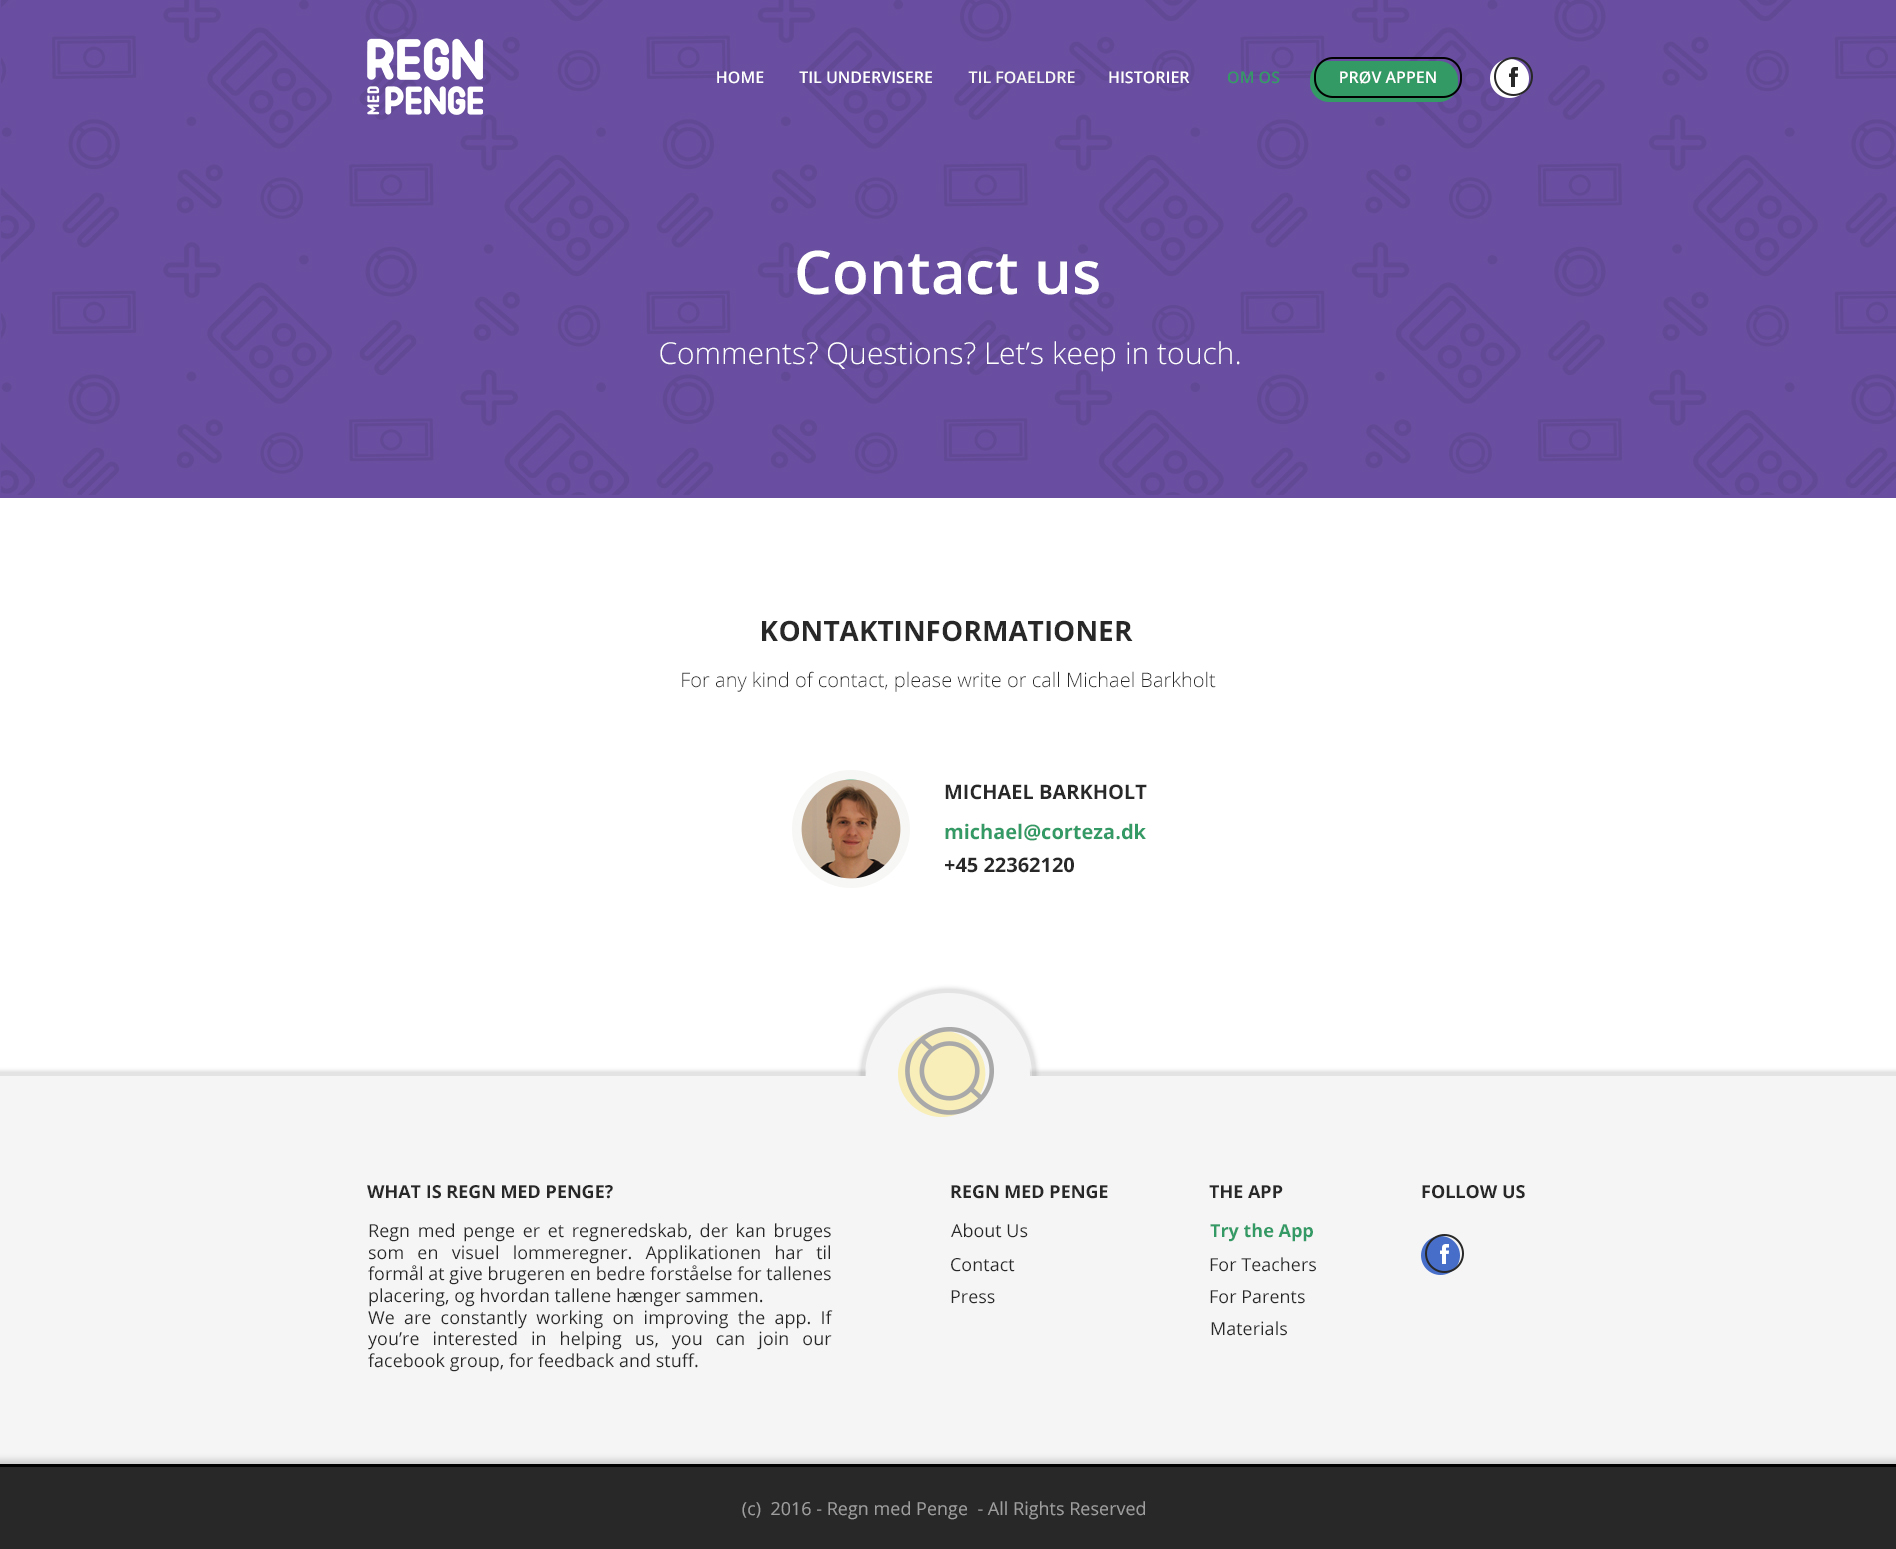 REGN
MED PENGE
HOME TIL UNDERVISERE TIL FOAELDRE HISTORIER OM OS PRØV APPEN f
Contact us
Comments? Questions? Let’s keep in touch.
KONTAKTINFORMATIONER
For any kind of contact, please write or call Michael Barkholt
MICHAEL BARKHOLT
michael@corteza.dk
+45 22362120
WHAT IS REGN MED PENGE?
Regn med penge er et regneredskab, der kan bruges
som en visuel lommeregner. Applikationen har til
formål at give brugeren en bedre forståelse for tallenes
placering, og hvordan tallene hænger sammen.
We are constantly working on improving the app. If
you’re interested in helping us, you can join our
facebook group, for feedback and stuff.
REGN MED PENGE
About Us
Contact
Press
THE APP
Try the App
For Teachers
For Parents
Materials
FOLLOW US
f
(c) 2016 - Regn med Penge - All Rights Reserved